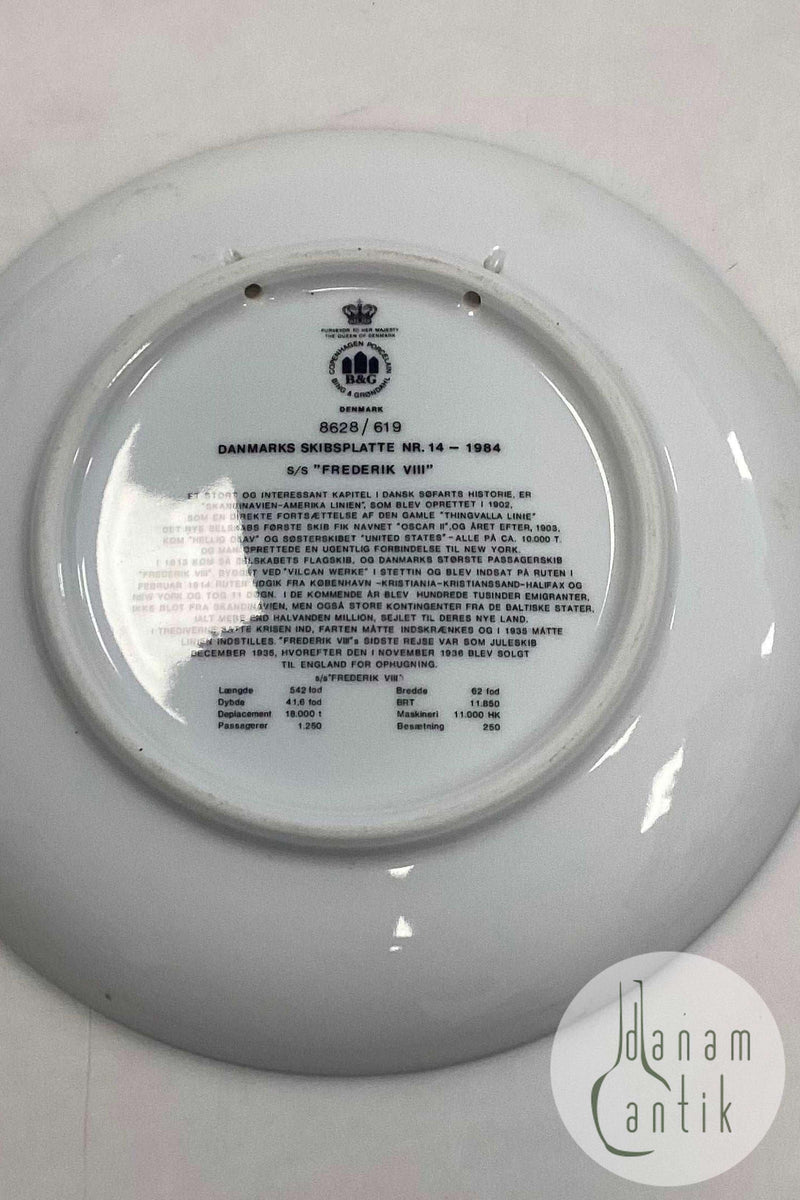 PURVEYOR TO HER MAJESTY
THE QUEEN OF DENMARK
COPENHAGEN PORCELAIN
B&G
BING & GRØNDAHL
DENMARK
8628/619
DANMARKS SKIBSPLATTE NR. 14 – 1984
S/S "FREDERIK VIII"
ET STORT OG INTERESSANT KAPITEL I DANSK SØFARTS HISTORIE, ER
"SKANDINAVIEN-AMERIKA LINIEN", SOM BLEV OPRETTET I 1902,
SOM EN DIREKTE FORTSÆTTELSE AF DEN GAMLE "THINGVALLA LINIE"
DET NYE SELSKABS FØRSTE SKIB FIK NAVNET "OSCAR II", OG ÅRET EFTER, 1903,
KOM "HELLIG OLAV" OG SØSTERSKIBET "UNITED STATES" - ALLE PÅ CA. 10.000 T.
OG MAN OPRETTEDE EN UGENTLIG FORBINDELSE TIL NEW YORK.
I 1913 KOM SÅ SELSKABETS FLAGSKIB, OG DANMARKS STØRSTE PASSAGERSKIB
"FREDERIK VIII", BYGGET VED "VILCAN WERKE" I STETTIN OG BLEV INDSAT PÅ RUTEN I
FEBRUAR 1914 RUTEN UDGIK FRA KØBENHAVN -KRISTIANIA-KRISTIANSSAND-HALIFAX OG
NEW YORK OG TOG 11 DØGN. I DE KOMMENDE ÅR BLEV HUNDREDE TUSINDER EMIGRANTER,
IKKE BLOT FRA SKANDINAVIEN, MEN OGSÅ STORE KONTINGENTER FRA DE BALTISKE STATER,
IALT MERE END HALVANDEN MILLION, SEJLET TIL DERES NYE LAND.
I TREDIVERNE SATTE KRISEN IND, FARTEN MÅTTE INDSKRÆNKES OG I 1935 MÅTTE
LINIEN INDSTILLES. "FREDERIK VIII"s SIDSTE REJSE VAR SOM JULESKIB
DECEMBER 1935, HVOREFTER DEN I NOVEMBER 1936 BLEV SOLGT
TIL ENGLAND FOR OPHUGNING.
s/s "FREDERIK VIII"
Længde 542 fod Bredde 62 fod
Dybde 41,6 fod BRT 11.850
Deplacement 18.000 t Maskineri 11.000 HK
Passagerer 1.250 Besætning 250
danam
antik